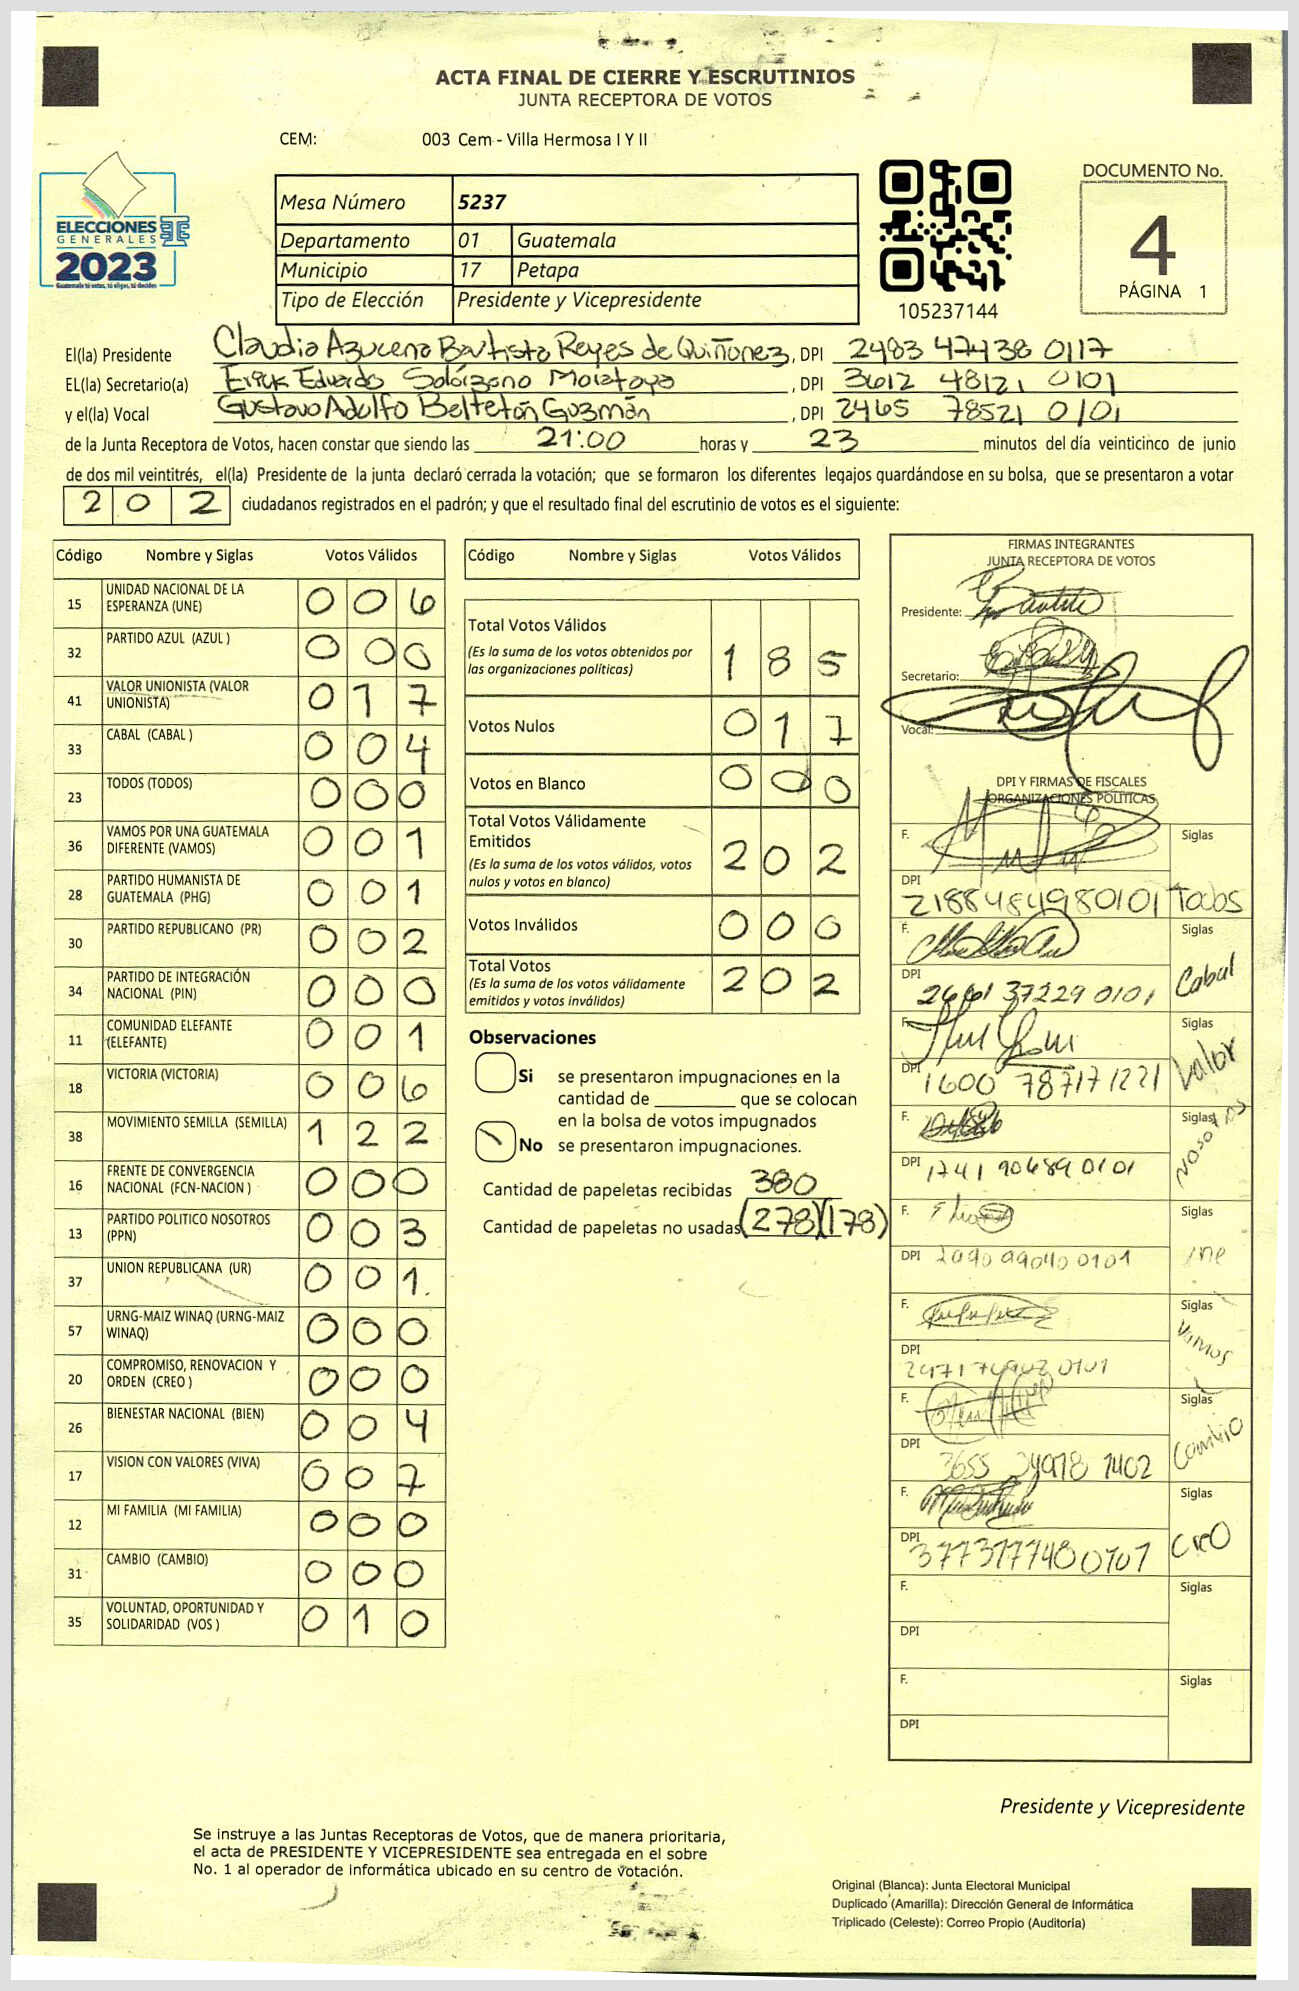 ACTA FINAL DE CIERRE Y ESCRUTINIOS
JUNTA RECEPTORA DE VOTOS
CEM: 003 Cem - Villa Hermosa I Y II
ELECCIONES
GENERALES
2023
Guatemala tú votas, tú eliges, tú decides
Mesa Número 5237
Departamento 01 Guatemala
Municipio 17 Petapa
Tipo de Elección Presidente y Vicepresidente
105237144
DOCUMENTO No.
4
PÁGINA 1
El(la) Presidente Claudia Azucena Bautista Reyes de Quiñonez, DPI 2483 47438 0117
EL(la) Secretario(a) Erick Eduardo Solórzano Moratoya, DPI 3612 48121 0101
y el(la) Vocal Gustavo Adolfo Beltetón Guzmán, DPI 2465 78521 0101
de la Junta Receptora de Votos, hacen constar que siendo las 21:00 horas y 23 minutos del día veinticinco de junio
de dos mil veintitrés, el(la) Presidente de la junta declaró cerrada la votación; que se formaron los diferentes legajos guardándose en su bolsa, que se presentaron a votar
2 0 2 ciudadanos registrados en el padrón; y que el resultado final del escrutinio de votos es el siguiente:
Código Nombre y Siglas Votos Válidos
15 UNIDAD NACIONAL DE LA ESPERANZA (UNE) 0 0 6
32 PARTIDO AZUL (AZUL ) 0 0 0
41 VALOR UNIONISTA (VALOR UNIONISTA) 0 1 7
33 CABAL (CABAL ) 0 0 4
23 TODOS (TODOS) 0 0 0
36 VAMOS POR UNA GUATEMALA DIFERENTE (VAMOS) 0 0 1
28 PARTIDO HUMANISTA DE GUATEMALA (PHG) 0 0 1
30 PARTIDO REPUBLICANO (PR) 0 0 2
34 PARTIDO DE INTEGRACIÓN NACIONAL (PIN) 0 0 0
11 COMUNIDAD ELEFANTE (ELEFANTE) 0 0 1
18 VICTORIA (VICTORIA) 0 0 6
38 MOVIMIENTO SEMILLA (SEMILLA) 1 2 2
16 FRENTE DE CONVERGENCIA NACIONAL (FCN-NACION ) 0 0 0
13 PARTIDO POLITICO NOSOTROS (PPN) 0 0 3
37 UNION REPUBLICANA (UR) 0 0 1.
57 URNG-MAIZ WINAQ (URNG-MAIZ WINAQ) 0 0 0
20 COMPROMISO, RENOVACION Y ORDEN (CREO ) 0 0 0
26 BIENESTAR NACIONAL (BIEN) 0 0 4
17 VISION CON VALORES (VIVA) 0 0 7
12 MI FAMILIA (MI FAMILIA) 0 0 0
31 CAMBIO (CAMBIO) 0 0 0
35 VOLUNTAD, OPORTUNIDAD Y SOLIDARIDAD (VOS ) 0 1 0
Código Nombre y Siglas Votos Válidos
Total Votos Válidos 1 8 5
(Es la suma de los votos obtenidos por
las organizaciones políticas)
Votos Nulos 0 1 7
Votos en Blanco 0 0 0
Total Votos Válidamente
Emitidos 2 0 2
(Es la suma de los votos válidos, votos
nulos y votos en blanco)
Votos Inválidos 0 0 0
Total Votos 2 0 2
(Es la suma de los votos válidamente
emitidos y votos inválidos)
Observaciones
Si se presentaron impugnaciones en la
cantidad de ________ que se colocan
en la bolsa de votos impugnados
No se presentaron impugnaciones.
Cantidad de papeletas recibidas 380
Cantidad de papeletas no usadas (278)(178)
FIRMAS INTEGRANTES
JUNTA RECEPTORA DE VOTOS
Presidente:
Secretario:
Vocal:
DPI Y FIRMAS DE FISCALES
ORGANIZACIONES POLÍTICAS
F. Siglas
DPI 2188484980101 Todos
F. Siglas
DPI 2661 37229 0101 Cabal
F. Siglas
DPI 1600 78717 1221 Valor
F. Siglas
DPI 1741 90689 0101 Nosotros
F. Siglas
DPI 2090 99040 0101 une
F. Siglas
DPI 0101 Vamos
F. Siglas
DPI 3655 1402 Cambio
F. Siglas
DPI 3773177480101 CreO
F. Siglas
DPI
F. Siglas
DPI
Presidente y Vicepresidente
Se instruye a las Juntas Receptoras de Votos, que de manera prioritaria,
el acta de PRESIDENTE Y VICEPRESIDENTE sea entregada en el sobre
No. 1 al operador de informática ubicado en su centro de votación.
Original (Blanca): Junta Electoral Municipal
Duplicado (Amarilla): Dirección General de Informática
Triplicado (Celeste): Correo Propio (Auditoría)